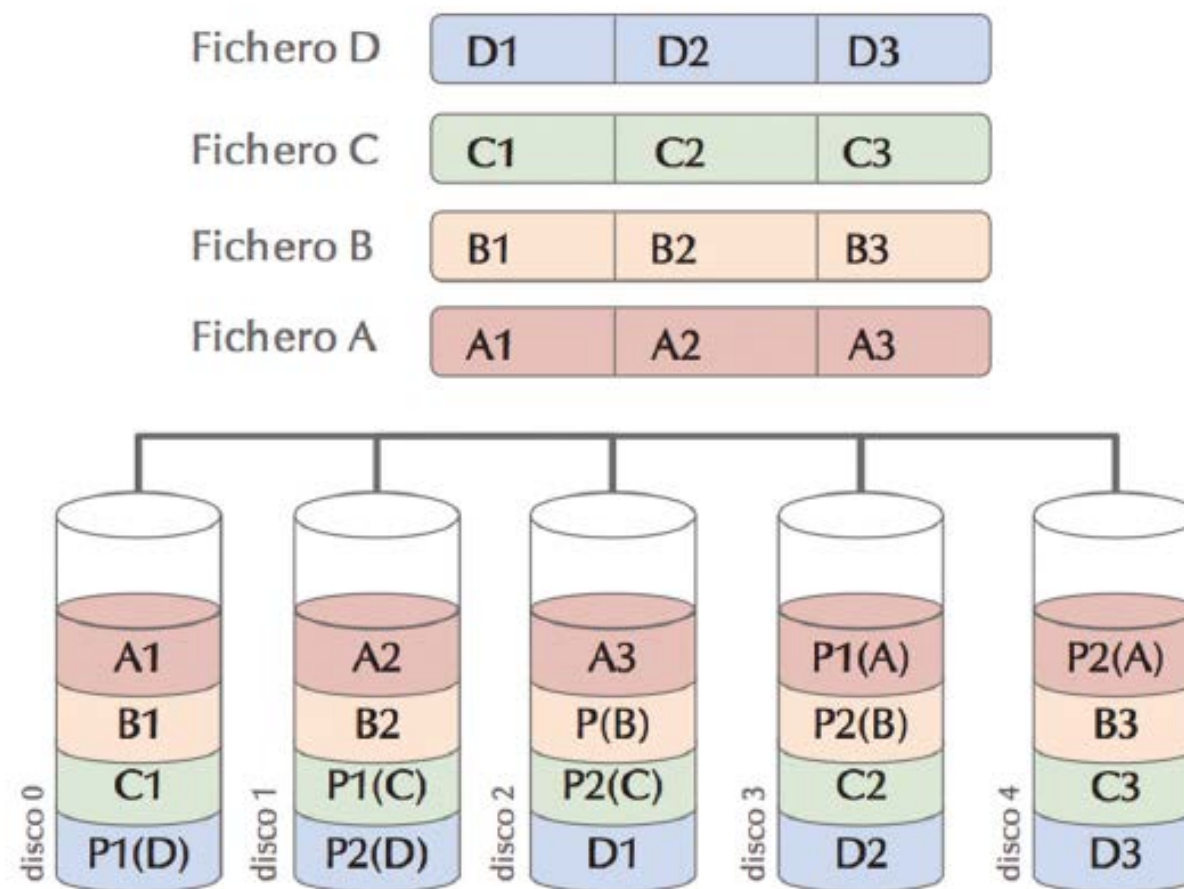 Fichero D D1 D2 D3
Fichero C C1 C2 C3
Fichero B B1 B2 B3
Fichero A A1 A2 A3
A1 A2 A3 P1(A) P2(A)
B1 B2 P(B) P2(B) B3
C1 P1(C) P2(C) C2 C3
P1(D) P2(D) D1 D2 D3
disco 0 disco 1 disco 2 disco 3 disco 4